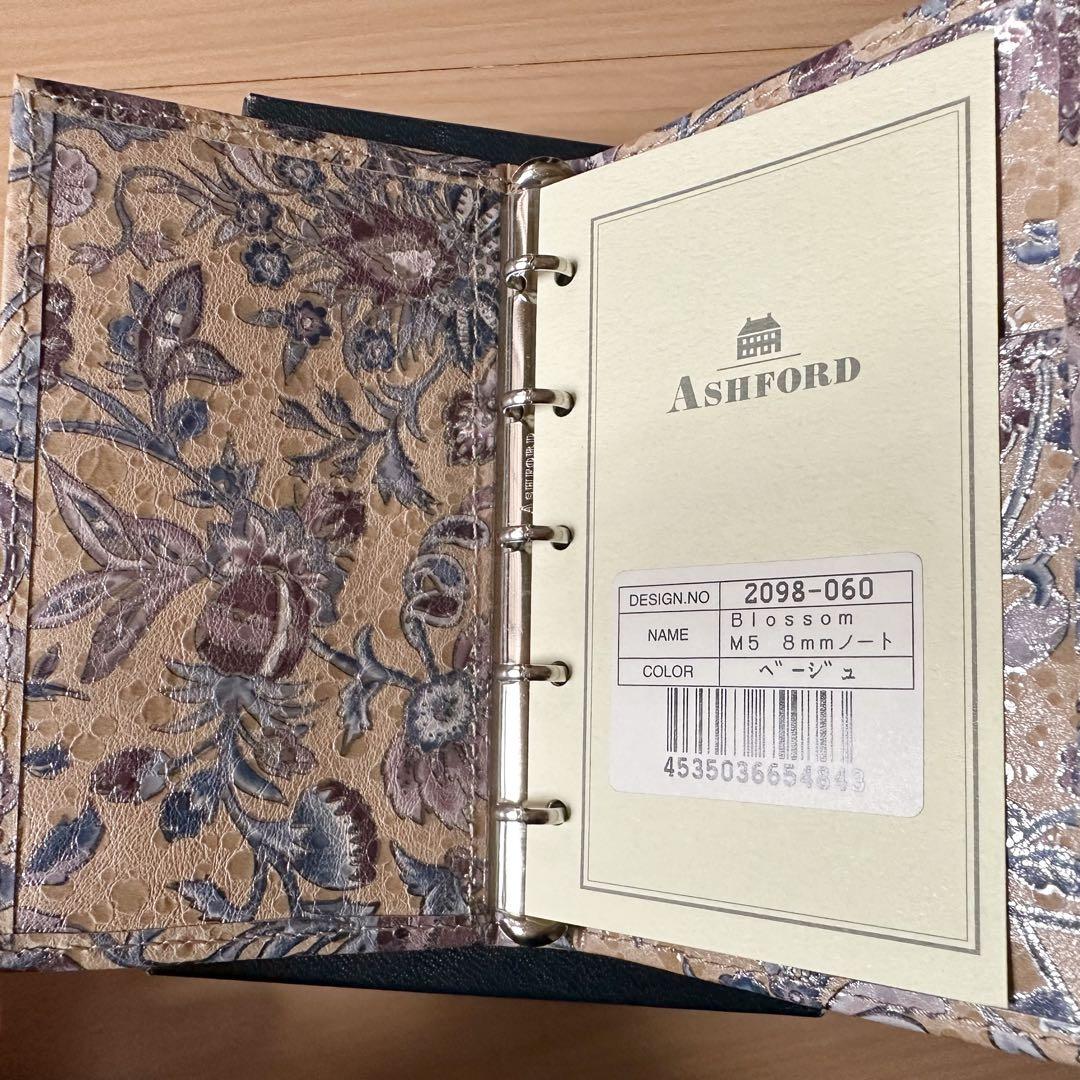 ASHFORD
ASHFORD
DESIGN.NO 2098-060
NAME Blossom
M5 8mmノート
COLOR ベージュ
4535036654843